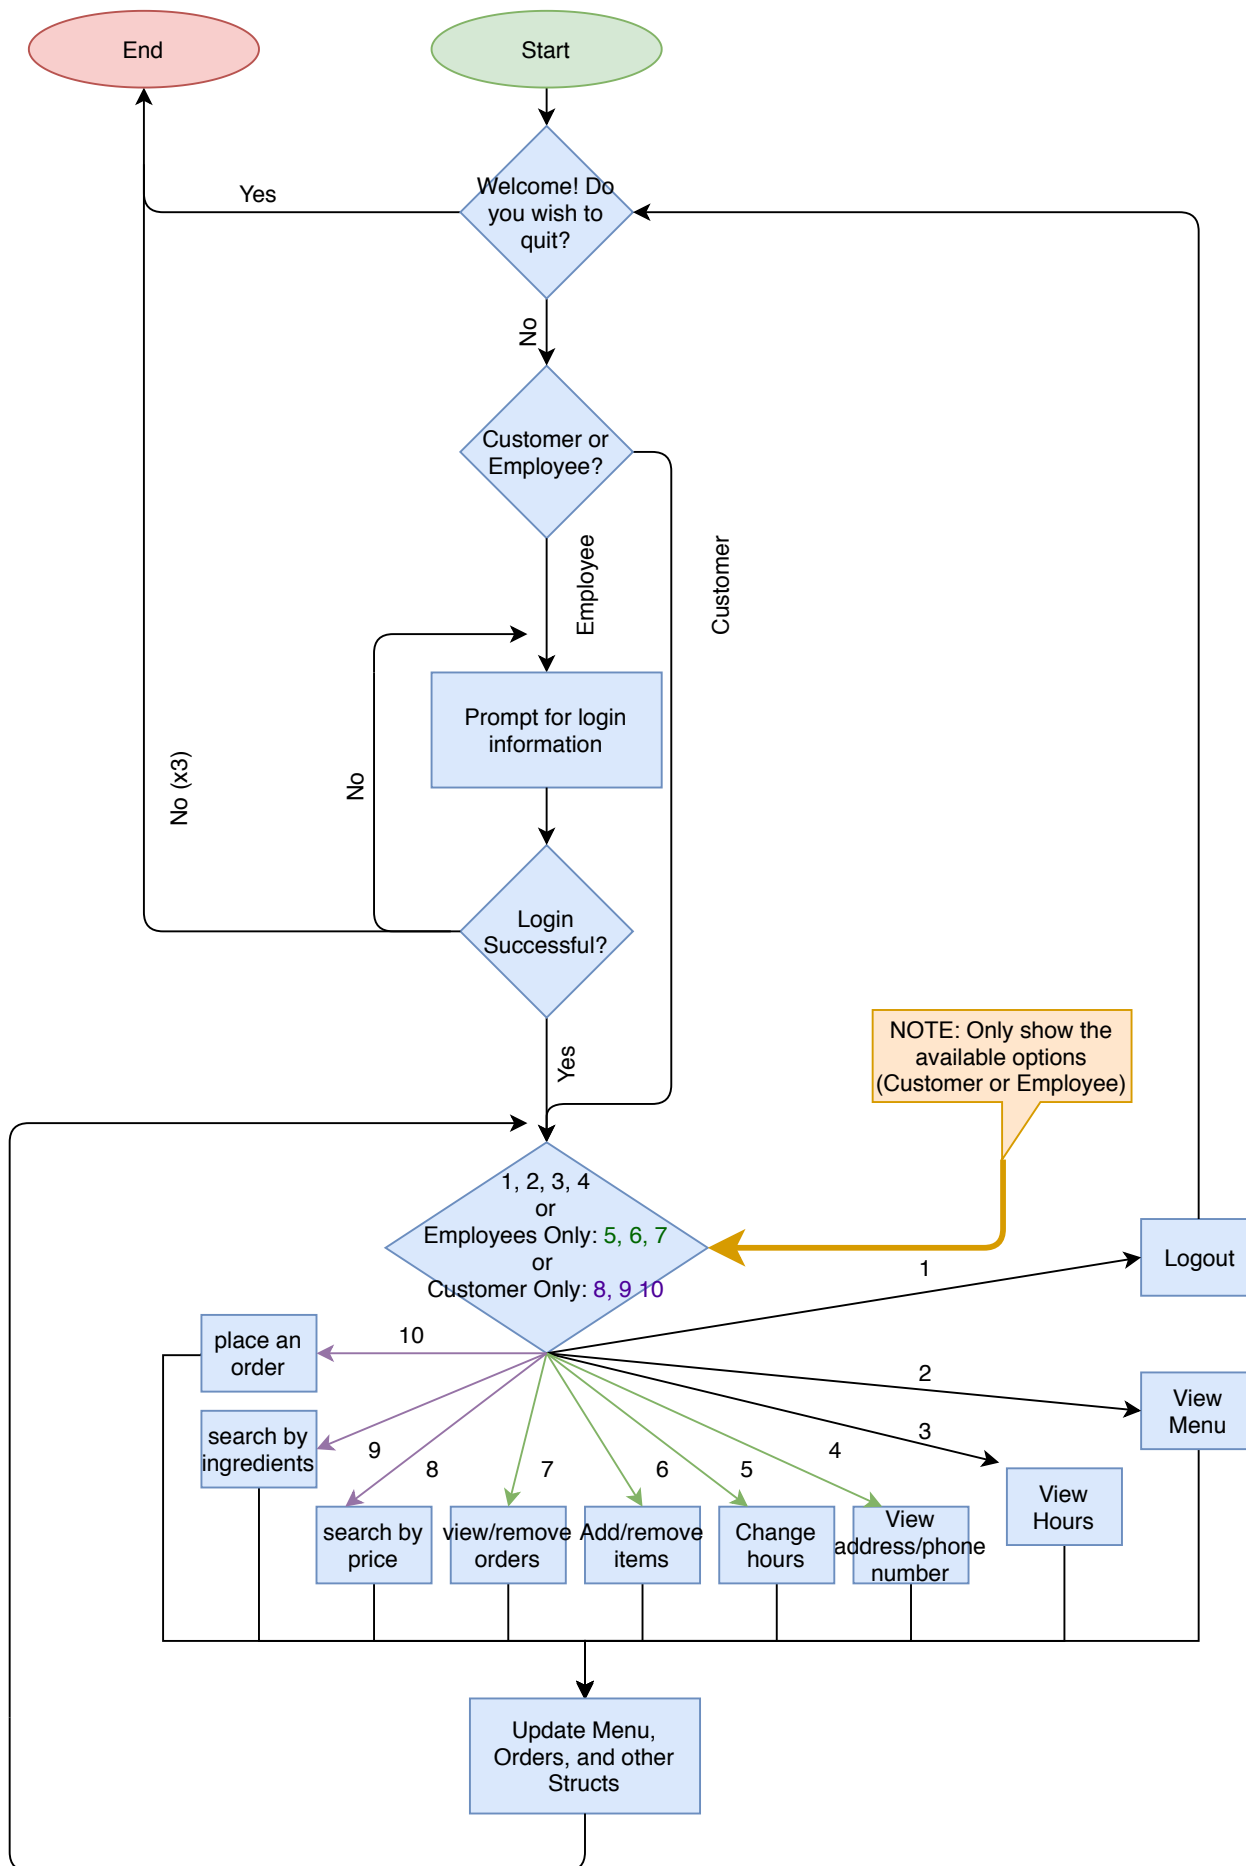 End
Start
Yes
Welcome! Do
you wish to
quit?
No
Customer or
Employee?
Employee
Customer
Prompt for login
information
No (x3)
No
Login
Successful?
Yes
NOTE: Only show the
available options
(Customer or Employee)
1, 2, 3, 4
or
Employees Only: 5, 6, 7
or
Customer Only: 8, 9 10
1
Logout
10
place an
order
2
View
Menu
3
9
search by
ingredients
8
7
6
5
4
View
Hours
search by
price
view/remove
orders
Add/remove
items
Change
hours
View
address/phone
number
Update Menu,
Orders, and other
Structs